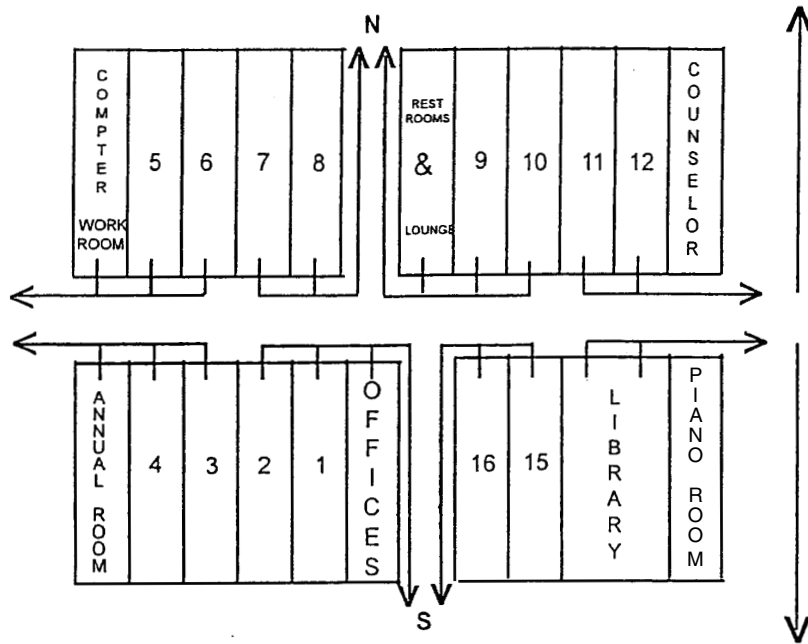 N
COMPTER
WORK
ROOM
5
6
7
8
REST
ROOMS
&
LOUNGE
9
10
11
12
COUNSELOR
ANNUAL ROOM
4
3
2
1
OFFICES
16
15
LIBRARY
PIANO ROOM
S